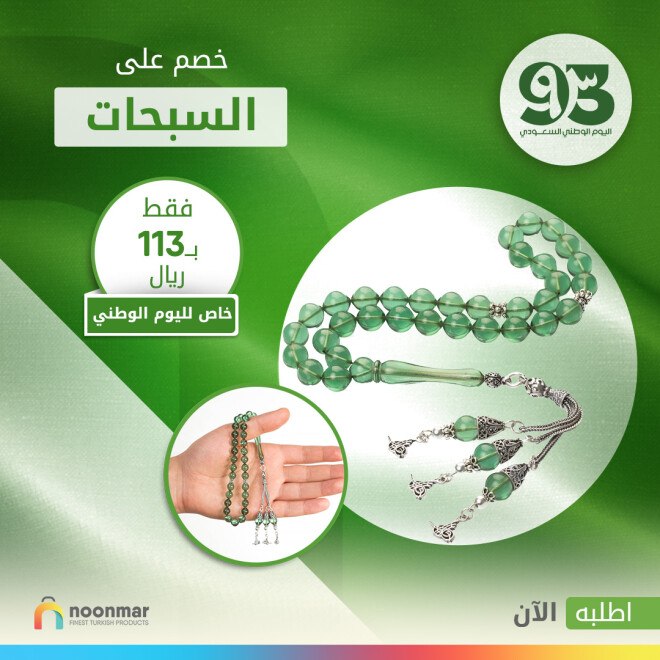 خصم على
السبحات
93
اليوم الوطني السعودي
فقط
بـ113
ريال
خاص لليوم الوطني
noonmar
FINEST TURKISH PRODUCTS
اطلبه الآن